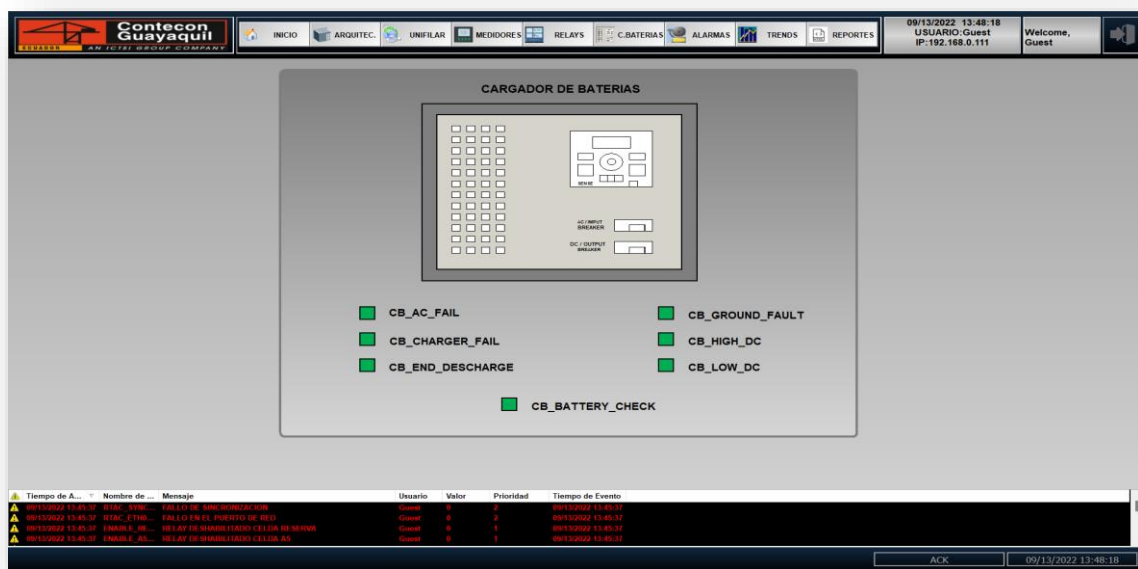 Contecon
Guayaquil
ECUADOR AN ICTSI GROUP COMPANY
INICIO
ARQUITEC.
UNIFILAR
MEDIDORES
RELAYS
C.BATERIAS
ALARMAS
TRENDS
REPORTES
09/13/2022 13:48:18
USUARIO:Guest
IP:192.168.0.111
Welcome,
Guest
CARGADOR DE BATERIAS
AC / INPUT
BREAKER
DC / OUTPUT
BREAKER
CB_AC_FAIL
CB_GROUND_FAULT
CB_CHARGER_FAIL
CB_HIGH_DC
CB_END_DESCHARGE
CB_LOW_DC
CB_BATTERY_CHECK
Tiempo de A... Nombre de ... Mensaje Usuario Valor Prioridad Tiempo de Evento
09/13/2022 13:45:37 RTAC_SYNC... FALLO DE SINCRONIZACION Guest 0 2 09/13/2022 13:45:37
09/13/2022 13:45:37 RTAC_ETH0... FALLO EN EL PUERTO DE RED Guest 0 2 09/13/2022 13:45:37
09/13/2022 13:45:37 ENABLE_RE... RELAY DESHABILITADO CELDA RESERVA Guest 0 1 09/13/2022 13:45:37
09/13/2022 13:45:37 ENABLE_A5... RELAY DESHABILITADO CELDA A5 Guest 0 1 09/13/2022 13:45:37
ACK 09/13/2022 13:48:18